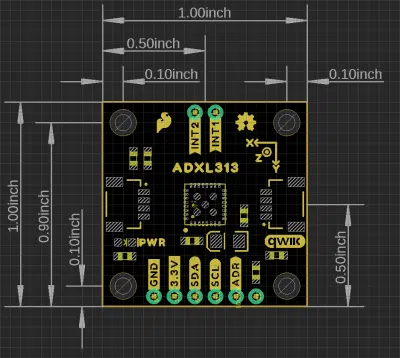 1.00inch
0.50inch
0.10inch
0.10inch
INT2
INT1
X
Y
Z
ADXL313
1.00inch
0.90inch
0.10inch
0.50inch
PWR
qwiic
GND
3.3V
SDA
SCL
ADR